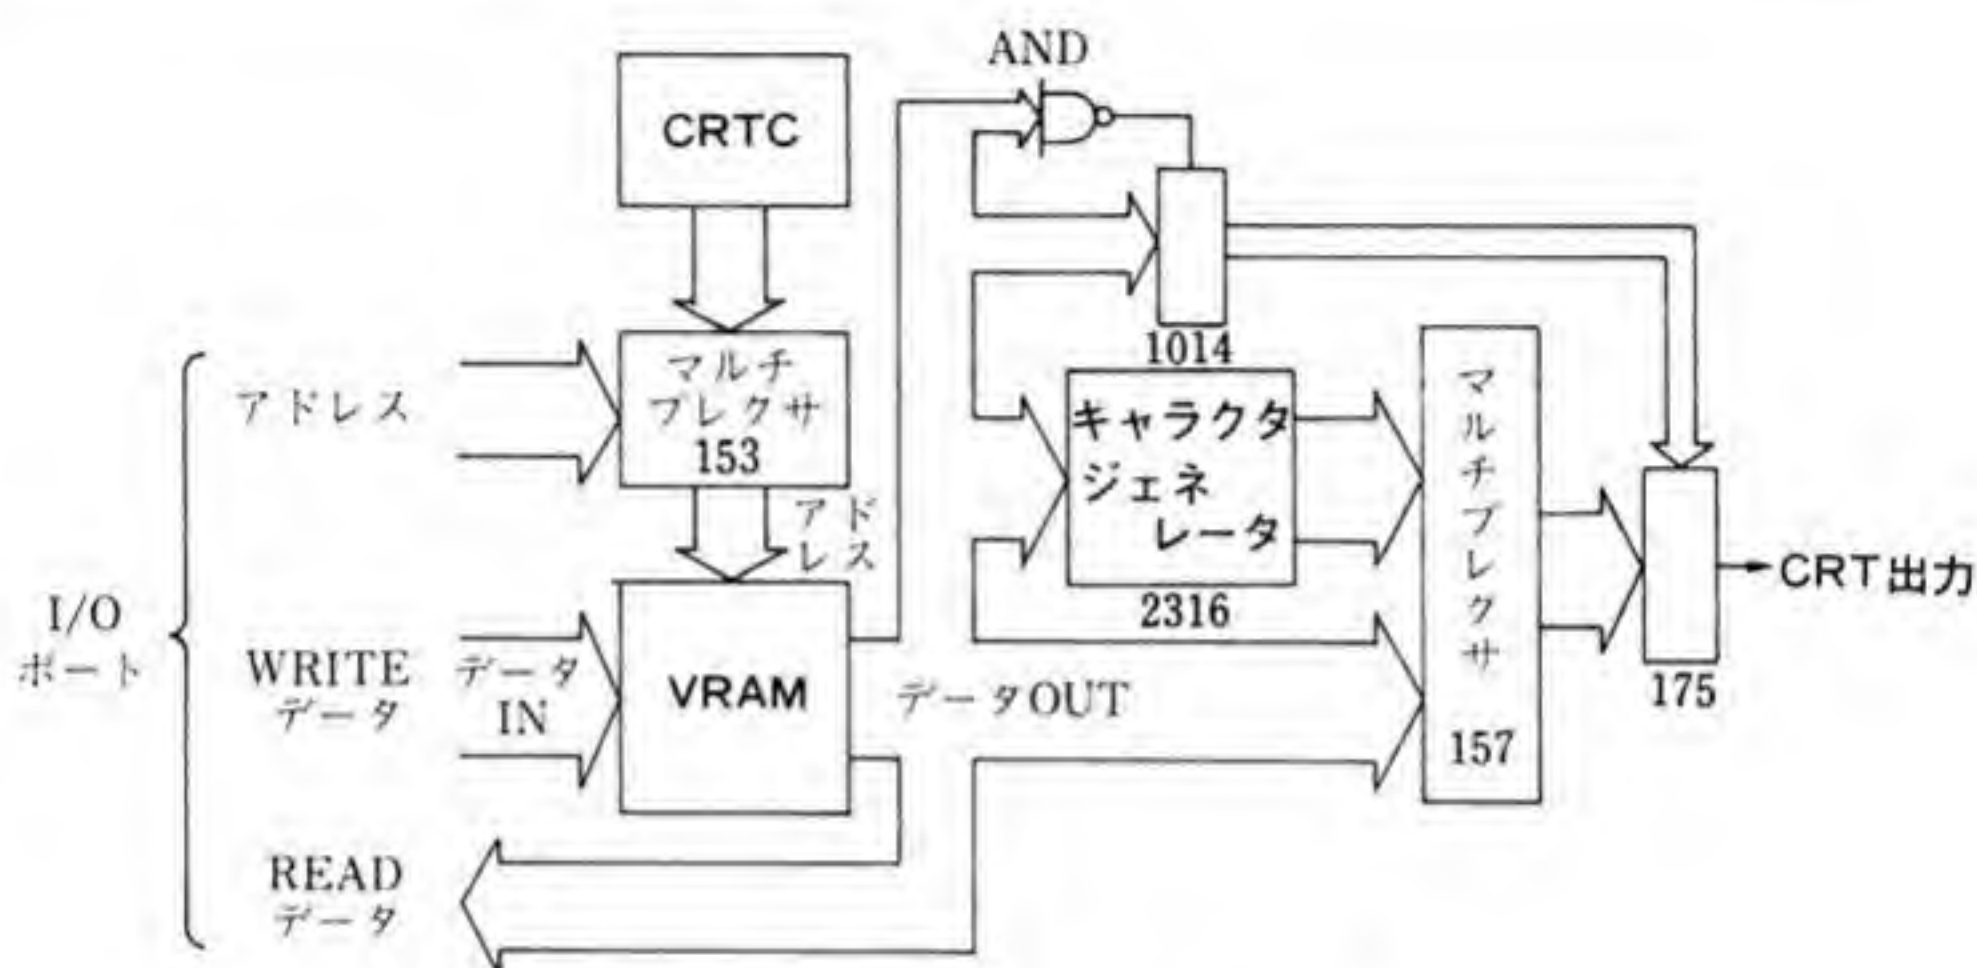 AND
CRTC
1014
アドレス
マルチ
プレクサ
153
アド
レス
キャラクタ
ジェネ
レータ
2316
マルチプレクサ
157
175
CRT出力
I/O
ポート
WRITE
データ
データ
IN
VRAM
データOUT
READ
データ